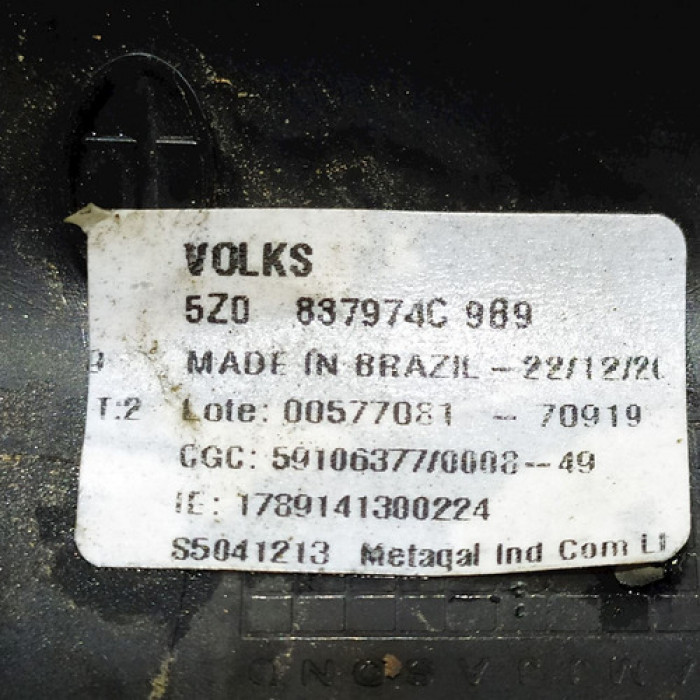 VOLKS
5Z0 837974C 989
MADE IN BRAZIL - 22/12/20
T:2 Lote: 00577081 - 70919
CGC: 59106377/0008-49
IE: 1789141300224
S5041213 Metagal Ind Com